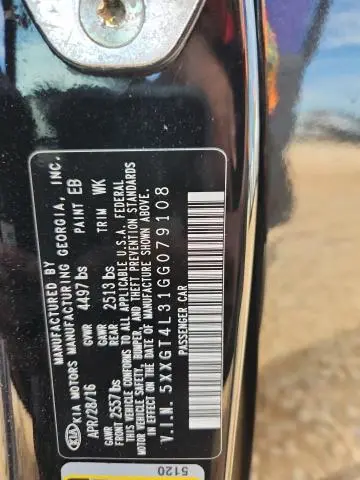 MANUFACTURED BY
KIA MOTORS MANUFACTURING GEORGIA, INC.
APR/28/16 4497 lbs PAINT EB
GVWR
GAWR GAWR TRIM WK
FRONT 2557 lbs REAR 2513 lbs
THIS VEHICLE CONFORMS TO ALL APPLICABLE U.S.A. FEDERAL
MOTOR VEHICLE SAFETY, BUMPER, AND THEFT PREVENTION STANDARDS
IN EFFECT ON THE DATE OF MANUFACTURE SHOWN ABOVE.
V.I.N. 5XXGT4L31GG079108
PASSENGER CAR
KIA
5120